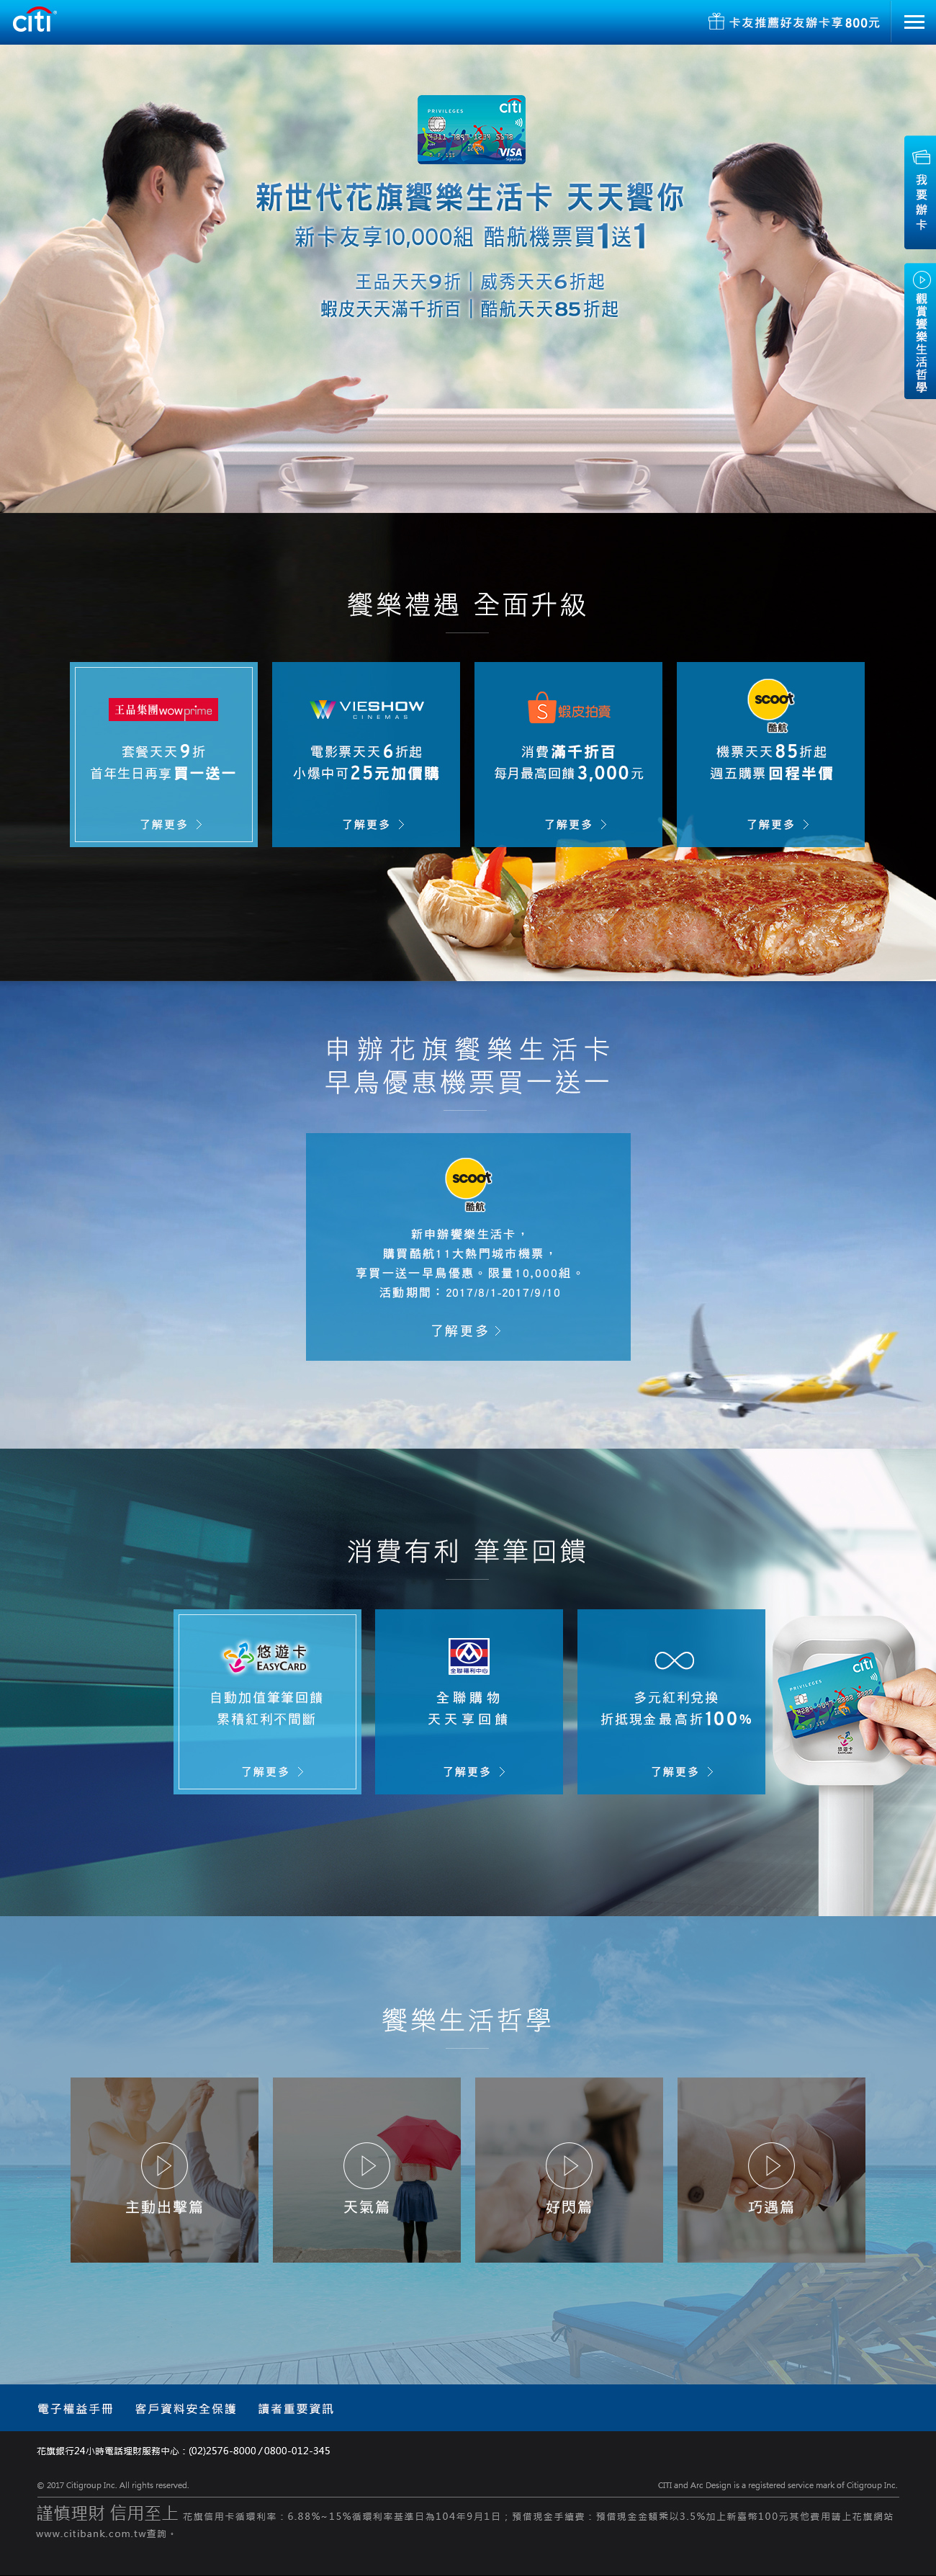 citi
卡友推薦好友辦卡享800元
PRIVILEGES
citi
VISA
Signature
新世代花旗饗樂生活卡 天天饗你
新卡友享10,000組 酷航機票買1送1
王品天天9折｜威秀天天6折起
蝦皮天天滿千折百｜酷航天天85折起
我要辦卡
觀賞饗樂生活哲學
饗樂禮遇 全面升級
王品集團wowprime
套餐天天9折
首年生日再享買一送一
了解更多
VIESHOW
CINEMAS
電影票天天6折起
小爆中可25元加價購
了解更多
蝦皮拍賣
消費滿千折百
每月最高回饋3,000元
了解更多
scoot
酷航
機票天天85折起
週五購票回程半價
了解更多
申辦花旗饗樂生活卡
早鳥優惠機票買一送一
scoot
酷航
新申辦饗樂生活卡，
購買酷航11大熱門城市機票，
享買一送一早鳥優惠。限量10,000組。
活動期間：2017/8/1-2017/9/10
了解更多
消費有利 筆筆回饋
悠遊卡
EASYCARD
自動加值筆筆回饋
累積紅利不間斷
了解更多
全聯福利中心
全聯購物
天天享回饋
了解更多
多元紅利兌換
折抵現金最高折100%
了解更多
PRIVILEGES
citi
悠遊卡
EASYCARD
饗樂生活哲學
主動出擊篇
天氣篇
好閃篇
巧遇篇
電子權益手冊 客戶資料安全保護 讀者重要資訊
花旗銀行24小時電話理財服務中心：(02)2576-8000/0800-012-345
© 2017 Citigroup Inc. All rights reserved.
CITI and Arc Design is a registered service mark of Citigroup Inc.
謹慎理財 信用至上 花旗信用卡循環利率：6.88%~15%循環利率基準日為104年9月1日；預借現金手續費：預借現金金額乘以3.5%加上新臺幣100元其他費用請上花旗網站
www.citibank.com.tw查詢。